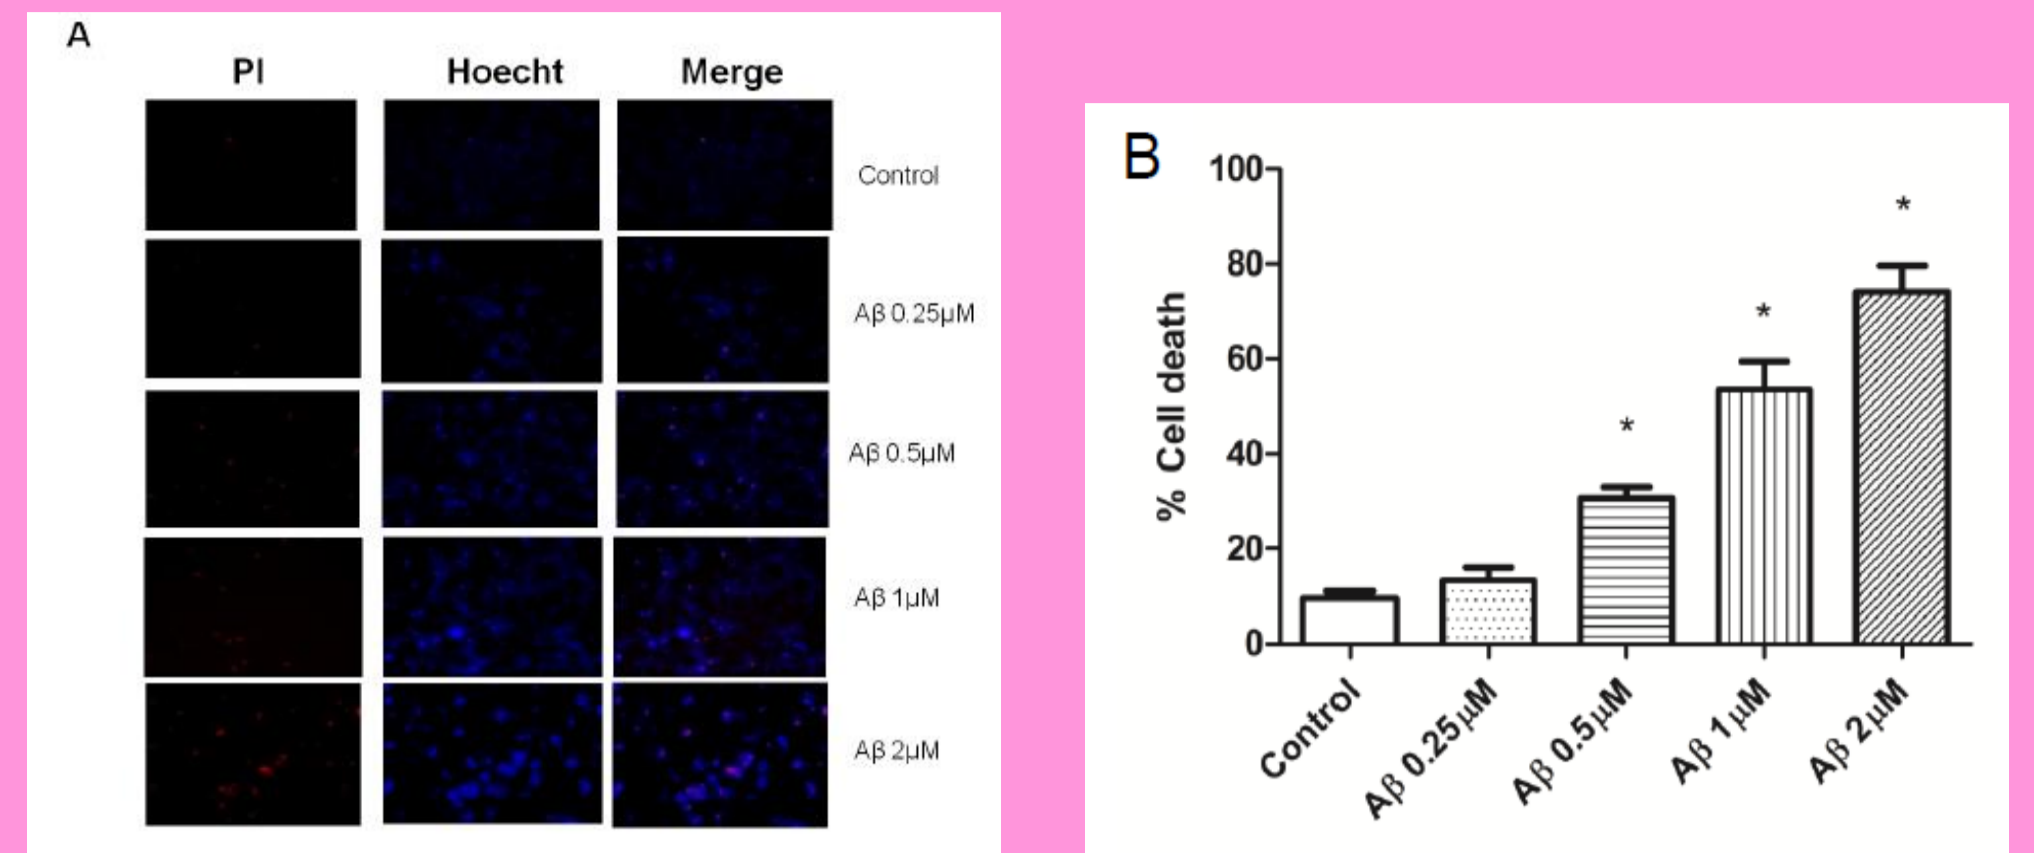 A
PI Hoecht Merge
Control
Aβ 0.25µM
Aβ 0.5µM
Aβ 1µM
Aβ 2µM
B
% Cell death
100
80
60
40
20
0
*
*
*
Control
Aβ 0.25µM
Aβ 0.5µM
Aβ 1µM
Aβ 2µM